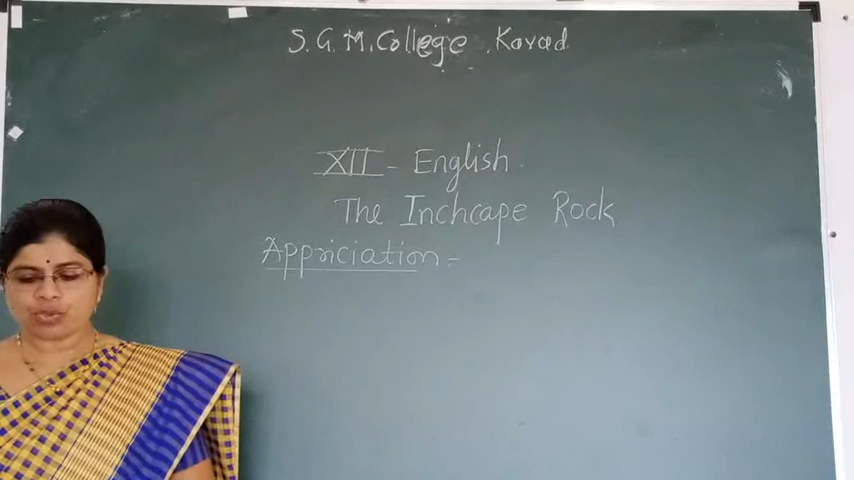 S.G.M. College . Karad
XII - English .
The Inchcape Rock
Appriciation -